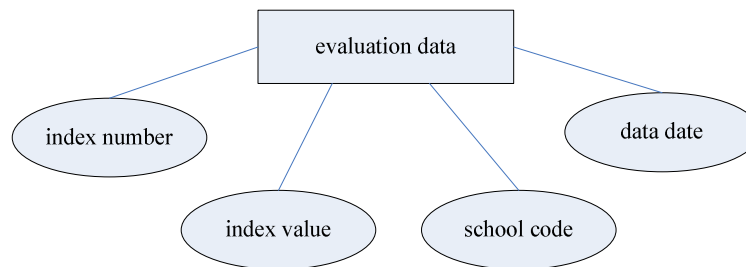 evaluation data
index number
data date
index value
school code